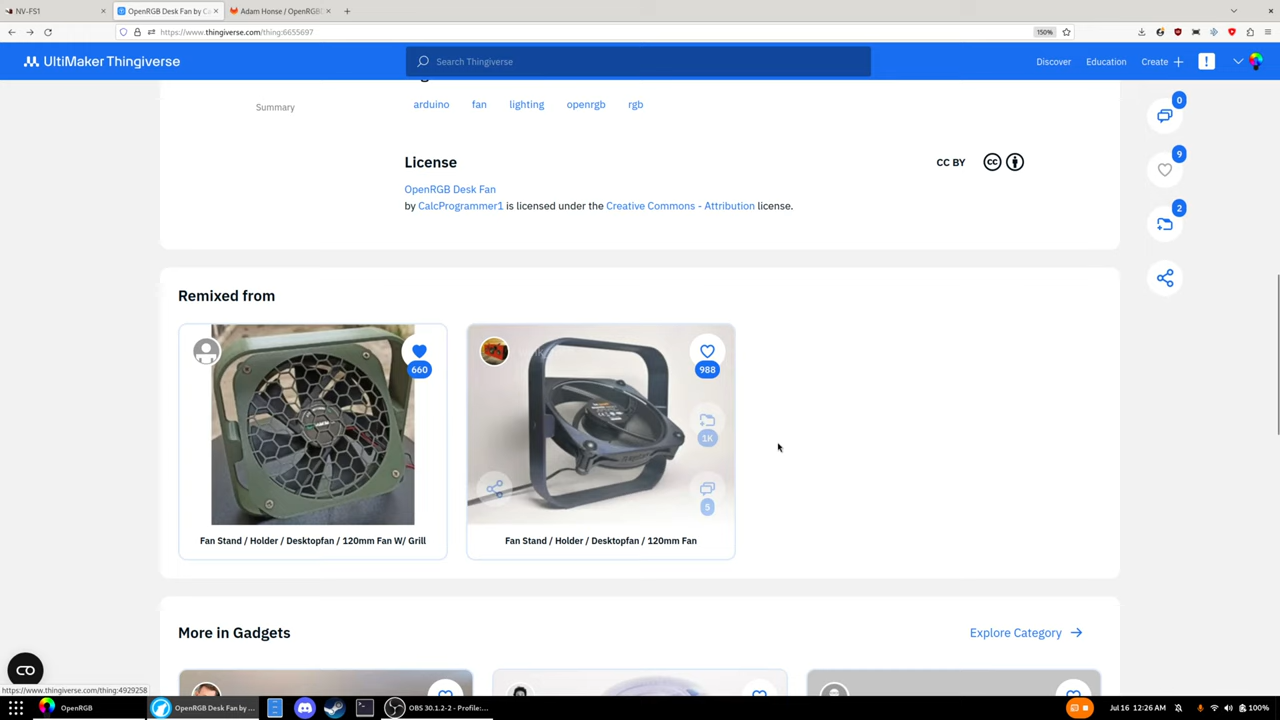 NV-FS1
OpenRGB Desk Fan by Ca
Adam Honse / OpenRGB
https://www.thingiverse.com/thing:6655697
150%
UltiMaker Thingiverse
Search Thingiverse
Discover
Education
Create
Summary
arduino
fan
lighting
openrgb
rgb
0
9
2
License
CC BY
OpenRGB Desk Fan
by CalcProgrammer1 is licensed under the Creative Commons - Attribution license.
Remixed from
660
988
1K
5
Fan Stand / Holder / Desktopfan / 120mm Fan W/ Grill
Fan Stand / Holder / Desktopfan / 120mm Fan
More in Gadgets
Explore Category
https://www.thingiverse.com/thing:4929258
OpenRGB
OpenRGB Desk Fan by ...
OBS 30.1.2-2 - Profile:...
Jul 16 12:26 AM
100%